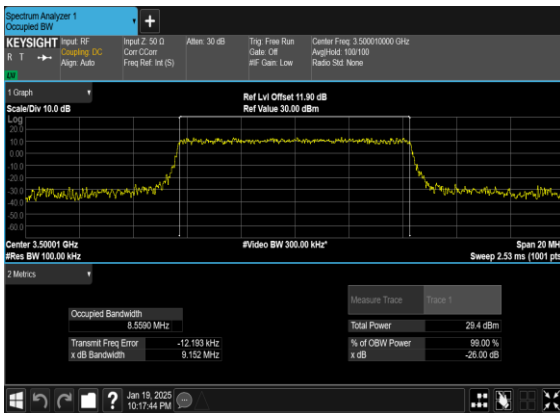 Spectrum Analyzer 1
Occupied BW
KEYSIGHT
R T
LV
Input: RF
Coupling: DC
Align: Auto
Input Z: 50 Ω
Corr CCorr
Freq Ref: Int (S)
Atten: 30 dB
Trig: Free Run
Gate: Off
#IF Gain: Low
Center Freq: 3.500010000 GHz
Avg|Hold: 100/100
Radio Std: None
1 Graph
Scale/Div 10.0 dB
Ref Lvl Offset 11.90 dB
Ref Value 30.00 dBm
Log
20.0
10.0
0.00
-10.0
-20.0
-30.0
-40.0
-50.0
-60.0
Center 3.50001 GHz
#Res BW 100.00 kHz
#Video BW 300.00 kHz*
Span 20 MH
Sweep 2.53 ms (1001 pts
2 Metrics
Measure Trace
Trace 1
Occupied Bandwidth
8.5590 MHz
Total Power
29.4 dBm
Transmit Freq Error
-12.193 kHz
% of OBW Power
99.00 %
x dB Bandwidth
9.152 MHz
x dB
-26.00 dB
?
Jan 19, 2025
10:17:44 PM